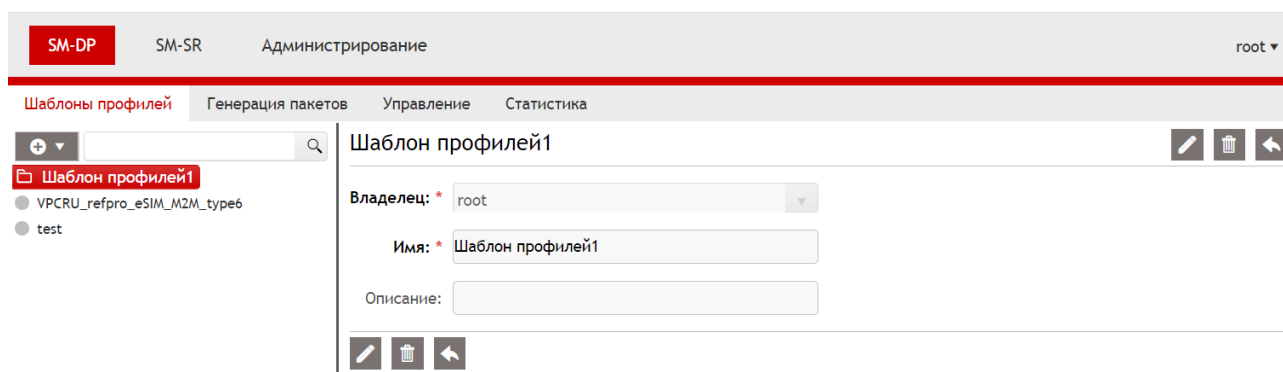 SM-DP SM-SR Администрирование root
Шаблоны профилей Генерация пакетов Управление Статистика
Шаблон профилей1
VPCRU_refpro_eSIM_M2M_type6
test
Шаблон профилей1
Владелец: * root
Имя: * Шаблон профилей1
Описание: